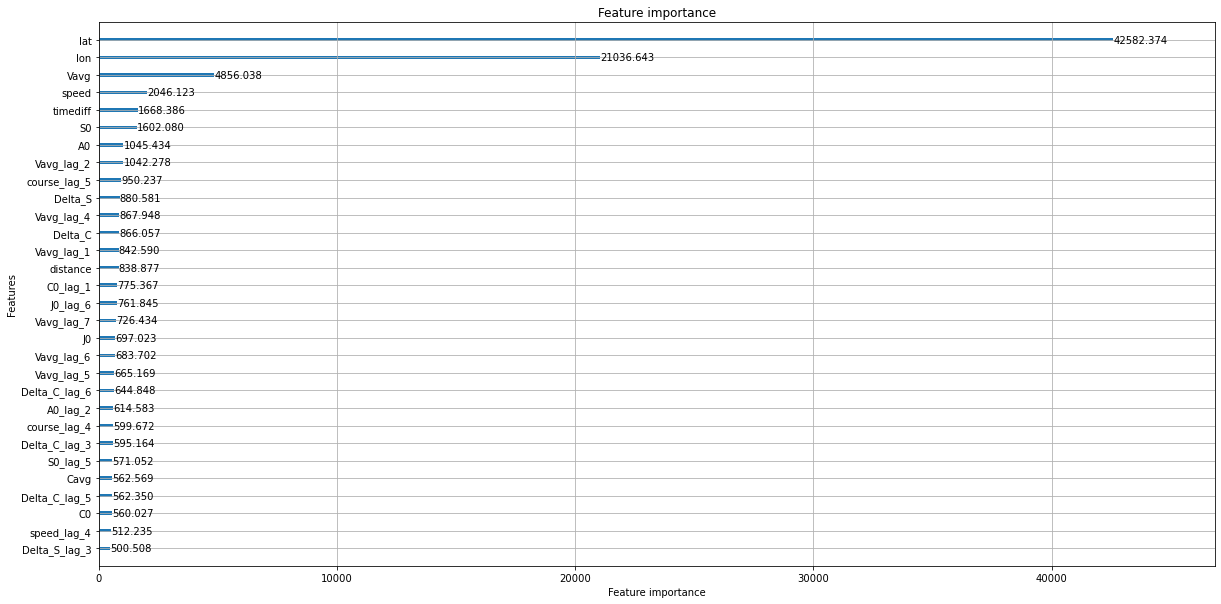 Feature importance
lat 42582.374
lon 21036.643
Vavg 4856.038
speed 2046.123
timediff 1668.386
S0 1602.080
A0 1045.434
Vavg_lag_2 1042.278
course_lag_5 950.237
Delta_S 880.581
Vavg_lag_4 867.948
Delta_C 866.057
Vavg_lag_1 842.590
distance 838.877
C0_lag_1 775.367
J0_lag_6 761.845
Vavg_lag_7 726.434
J0 697.023
Vavg_lag_6 683.702
Vavg_lag_5 665.169
Delta_C_lag_6 644.848
A0_lag_2 614.583
course_lag_4 599.672
Delta_C_lag_3 595.164
S0_lag_5 571.052
Cavg 562.569
Delta_C_lag_5 562.350
C0 560.027
speed_lag_4 512.235
Delta_S_lag_3 500.508
Features
0 10000 20000 30000 40000
Feature importance